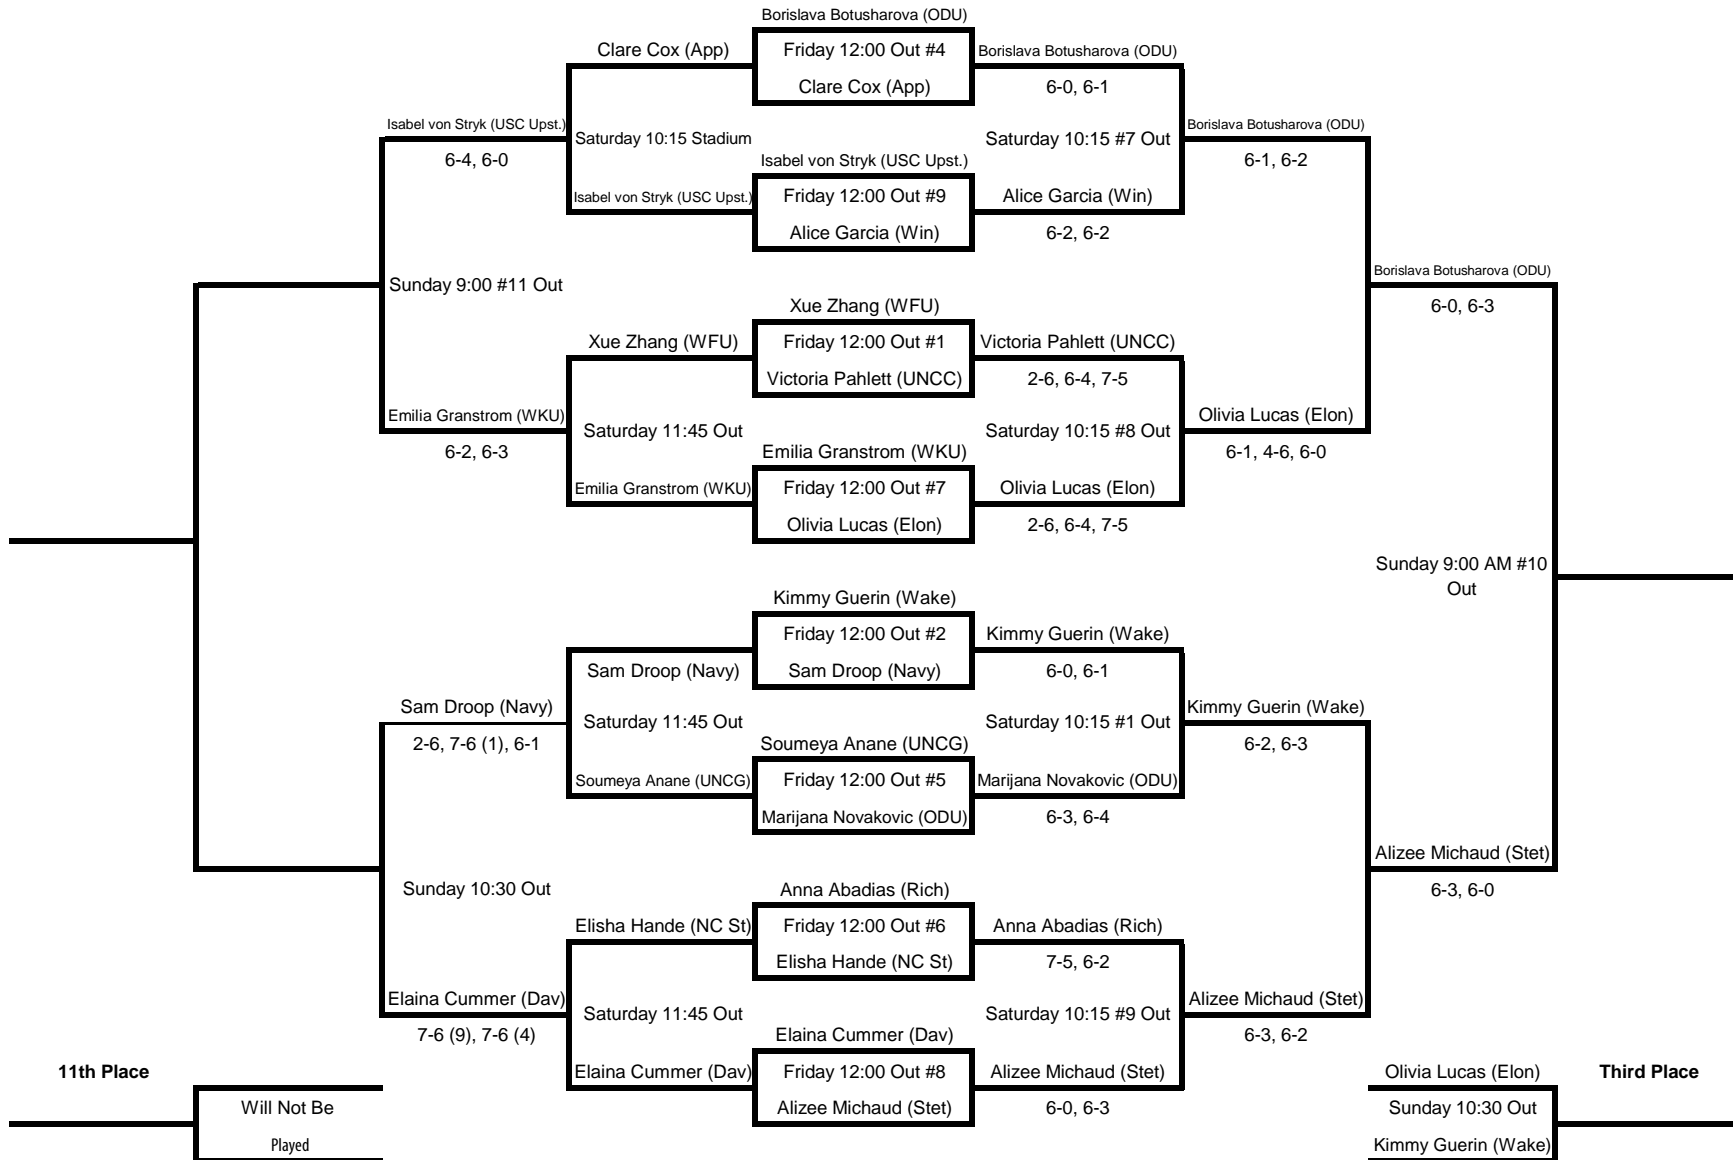 Borislava Botusharova (ODU)
Clare Cox (App)
Friday 12:00 Out #4
Borislava Botusharova (ODU)
Clare Cox (App)
6-0, 6-1
Isabel von Stryk (USC Upst.)
Saturday 10:15 Stadium
Saturday 10:15 #7 Out
Borislava Botusharova (ODU)
6-4, 6-0
Isabel von Stryk (USC Upst.)
6-1, 6-2
Isabel von Stryk (USC Upst.)
Friday 12:00 Out #9
Alice Garcia (Win)
Alice Garcia (Win)
6-2, 6-2
Borislava Botusharova (ODU)
Sunday 9:00 #11 Out
Xue Zhang (WFU)
6-0, 6-3
Xue Zhang (WFU)
Friday 12:00 Out #1
Victoria Pahlett (UNCC)
Victoria Pahlett (UNCC)
2-6, 6-4, 7-5
Emilia Granstrom (WKU)
Saturday 11:45 Out
Saturday 10:15 #8 Out
Olivia Lucas (Elon)
6-2, 6-3
Emilia Granstrom (WKU)
6-1, 4-6, 6-0
Emilia Granstrom (WKU)
Friday 12:00 Out #7
Olivia Lucas (Elon)
Olivia Lucas (Elon)
2-6, 6-4, 7-5
Sunday 9:00 AM #10
Out
Kimmy Guerin (Wake)
Friday 12:00 Out #2
Kimmy Guerin (Wake)
Sam Droop (Navy)
Sam Droop (Navy)
6-0, 6-1
Sam Droop (Navy)
Saturday 11:45 Out
Saturday 10:15 #1 Out
Kimmy Guerin (Wake)
2-6, 7-6 (1), 6-1
Soumeya Anane (UNCG)
6-2, 6-3
Soumeya Anane (UNCG)
Friday 12:00 Out #5
Marijana Novakovic (ODU)
Marijana Novakovic (ODU)
6-3, 6-4
Alizee Michaud (Stet)
Sunday 10:30 Out
Anna Abadias (Rich)
6-3, 6-0
Elisha Hande (NC St)
Friday 12:00 Out #6
Anna Abadias (Rich)
Elisha Hande (NC St)
7-5, 6-2
Elaina Cummer (Dav)
Saturday 11:45 Out
Saturday 10:15 #9 Out
Alizee Michaud (Stet)
7-6 (9), 7-6 (4)
Elaina Cummer (Dav)
6-3, 6-2
11th Place
Elaina Cummer (Dav)
Friday 12:00 Out #8
Alizee Michaud (Stet)
Olivia Lucas (Elon)
Third Place
Will Not Be
Alizee Michaud (Stet)
6-0, 6-3
Sunday 10:30 Out
Played
Kimmy Guerin (Wake)